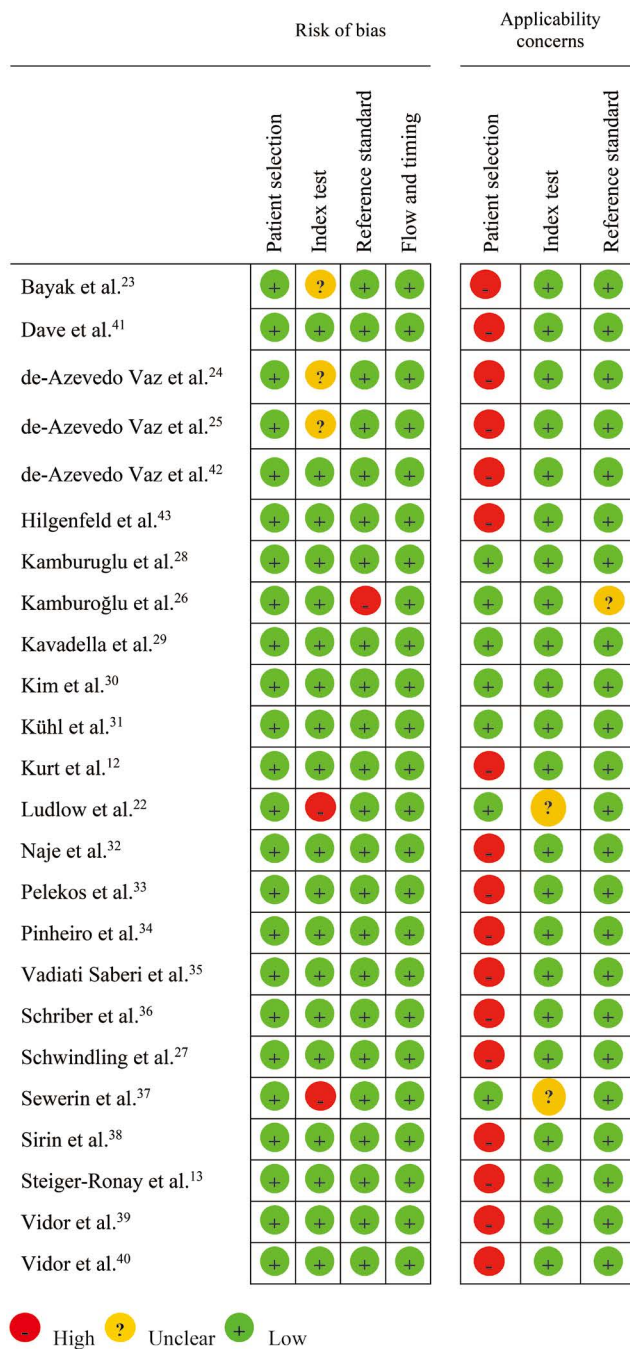 Risk of bias
Applicability
concerns
Patient selection
Index test
Reference standard
Flow and timing
Patient selection
Index test
Reference standard
Bayak et al.23 + ? + + - + +
Dave et al.41 + + + + - + +
de-Azevedo Vaz et al.24 + ? + + - + +
de-Azevedo Vaz et al.25 + ? + + - + +
de-Azevedo Vaz et al.42 + + + + - + +
Hilgenfeld et al.43 + + + + - + +
Kamburuglu et al.28 + + + + + + +
Kamburoğlu et al.26 + + - + + + ?
Kavadella et al.29 + + + + + + +
Kim et al.30 + + + + + + +
Kühl et al.31 + + + + + + +
Kurt et al.12 + + + + - + +
Ludlow et al.22 + - + + + ? +
Naje et al.32 + + + + - + +
Pelekos et al.33 + + + + - + +
Pinheiro et al.34 + + + + - + +
Vadiati Saberi et al.35 + + + + - + +
Schriber et al.36 + + + + - + +
Schwindling et al.27 + + + + - + +
Sewerin et al.37 + - + + + ? +
Sirin et al.38 + + + + - + +
Steiger-Ronay et al.13 + + + + - + +
Vidor et al.39 + + + + - + +
Vidor et al.40 + + + + - + +
- High ? Unclear + Low